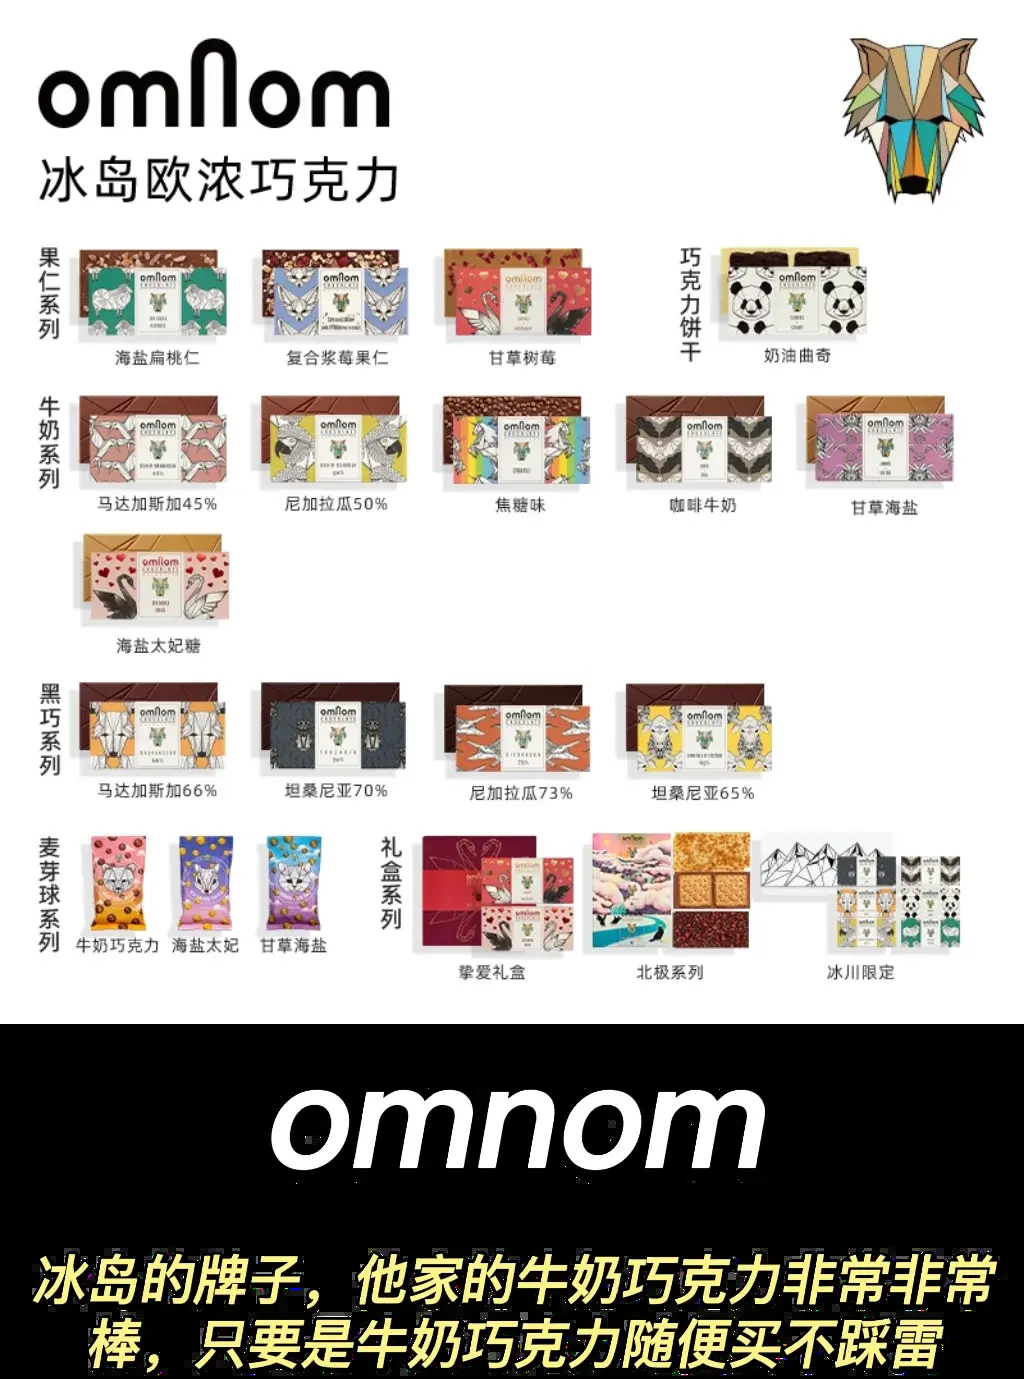 omnom
冰岛欧浓巧克力
果仁系列
海盐扁桃仁
复合浆莓果仁
甘草树莓
巧克力饼干
奶油曲奇
牛奶系列
马达加斯加45%
尼加拉瓜50%
焦糖味
咖啡牛奶
甘草海盐
海盐太妃糖
黑巧系列
马达加斯加66%
坦桑尼亚70%
尼加拉瓜73%
坦桑尼亚65%
麦芽球系列
牛奶巧克力
海盐太妃
甘草海盐
礼盒系列
挚爱礼盒
北极系列
冰川限定
omnom
冰岛的牌子，他家的牛奶巧克力非常非常
棒，只要是牛奶巧克力随便买不踩雷